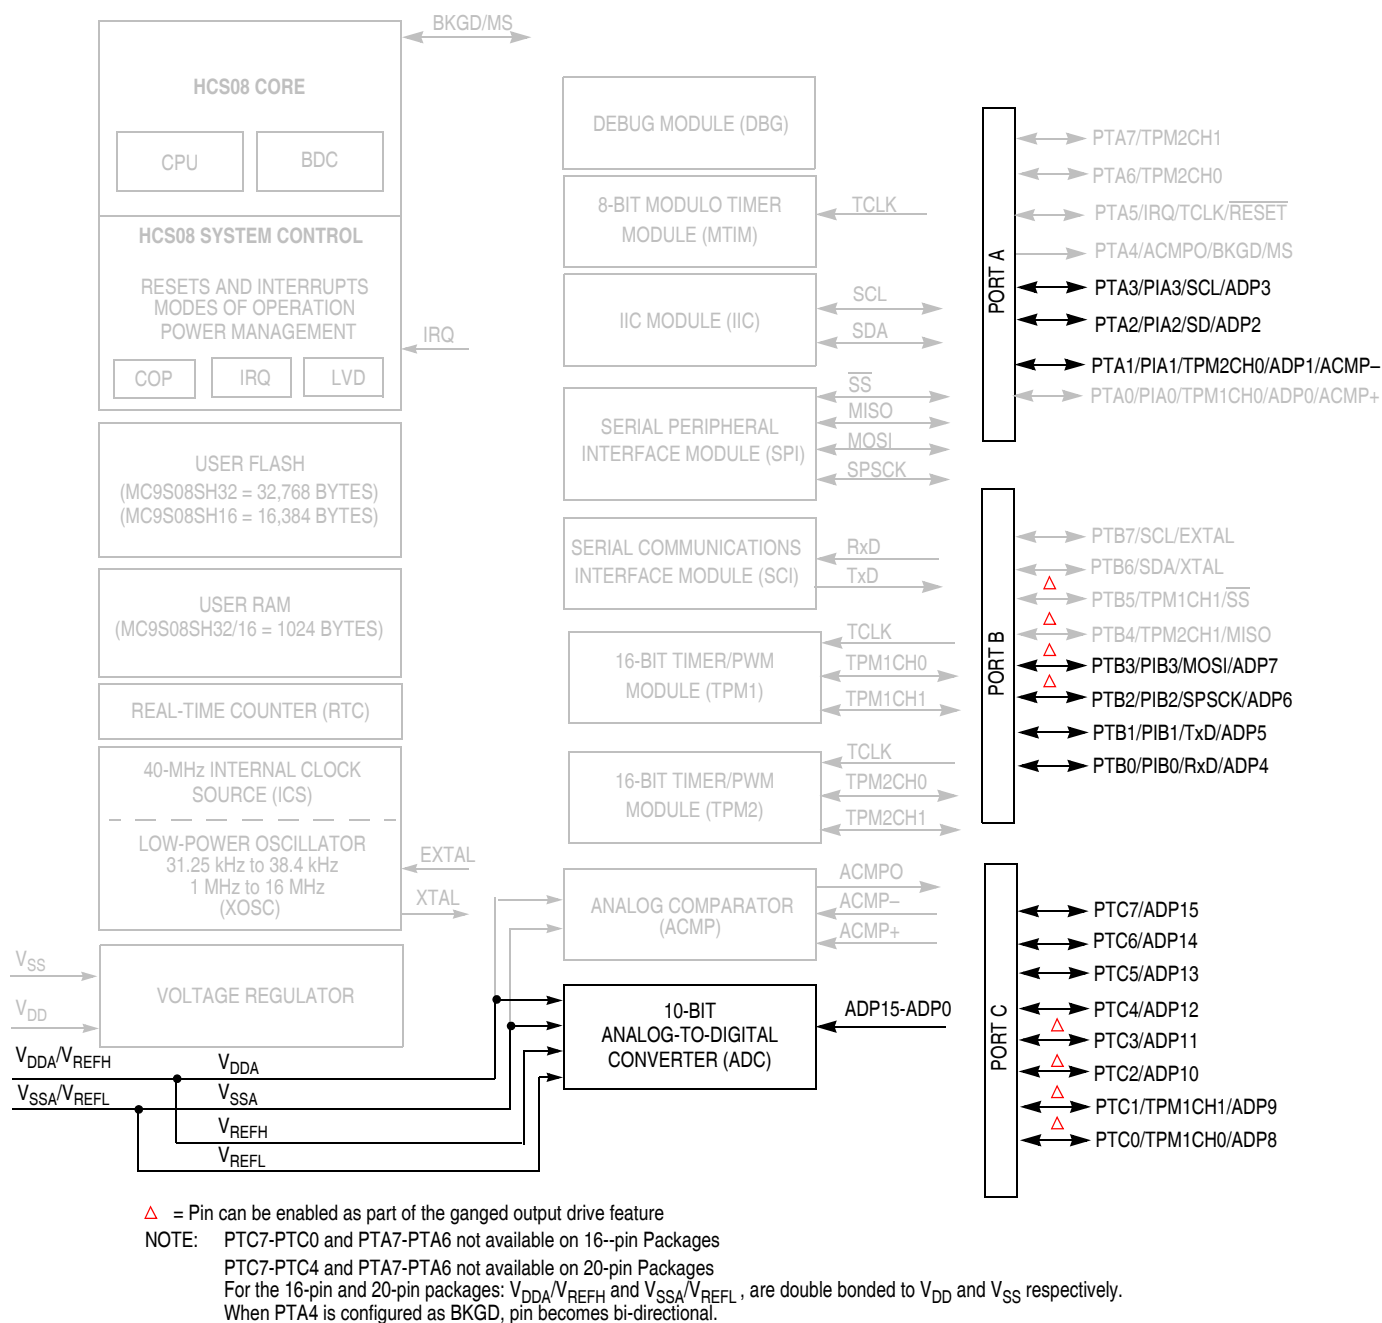 BKGD/MS
HCS08 CORE
CPU
BDC
HCS08 SYSTEM CONTROL
RESETS AND INTERRUPTS
MODES OF OPERATION
POWER MANAGEMENT
COP
IRQ
LVD
IRQ
USER FLASH
(MC9S08SH32 = 32,768 BYTES)
(MC9S08SH16 = 16,384 BYTES)
USER RAM
(MC9S08SH32/16 = 1024 BYTES)
REAL-TIME COUNTER (RTC)
40-MHz INTERNAL CLOCK
SOURCE (ICS)
LOW-POWER OSCILLATOR
31.25 kHz to 38.4 kHz
1 MHz to 16 MHz
(XOSC)
EXTAL
XTAL
VSS
VDD
VOLTAGE REGULATOR
VDDA/VREFH
VSSA/VREFL
VDDA
VSSA
VREFH
VREFL
DEBUG MODULE (DBG)
8-BIT MODULO TIMER
MODULE (MTIM)
TCLK
IIC MODULE (IIC)
SCL
SDA
SERIAL PERIPHERAL
INTERFACE MODULE (SPI)
SS
MISO
MOSI
SPSCK
SERIAL COMMUNICATIONS
INTERFACE MODULE (SCI)
RxD
TxD
16-BIT TIMER/PWM
MODULE (TPM1)
TCLK
TPM1CH0
TPM1CH1
16-BIT TIMER/PWM
MODULE (TPM2)
TCLK
TPM2CH0
TPM2CH1
ANALOG COMPARATOR
(ACMP)
ACMPO
ACMP–
ACMP+
10-BIT
ANALOG-TO-DIGITAL
CONVERTER (ADC)
ADP15-ADP0
PORT A
PTA7/TPM2CH1
PTA6/TPM2CH0
PTA5/IRQ/TCLK/RESET
PTA4/ACMPO/BKGD/MS
PTA3/PIA3/SCL/ADP3
PTA2/PIA2/SD/ADP2
PTA1/PIA1/TPM2CH0/ADP1/ACMP–
PTA0/PIA0/TPM1CH0/ADP0/ACMP+
PORT B
PTB7/SCL/EXTAL
PTB6/SDA/XTAL
PTB5/TPM1CH1/SS
PTB4/TPM2CH1/MISO
PTB3/PIB3/MOSI/ADP7
PTB2/PIB2/SPSCK/ADP6
PTB1/PIB1/TxD/ADP5
PTB0/PIB0/RxD/ADP4
PORT C
PTC7/ADP15
PTC6/ADP14
PTC5/ADP13
PTC4/ADP12
PTC3/ADP11
PTC2/ADP10
PTC1/TPM1CH1/ADP9
PTC0/TPM1CH0/ADP8
Δ = Pin can be enabled as part of the ganged output drive feature
NOTE: PTC7-PTC0 and PTA7-PTA6 not available on 16--pin Packages
PTC7-PTC4 and PTA7-PTA6 not available on 20-pin Packages
For the 16-pin and 20-pin packages: VDDA/VREFH and VSSA/VREFL , are double bonded to VDD and VSS respectively.
When PTA4 is configured as BKGD, pin becomes bi-directional.